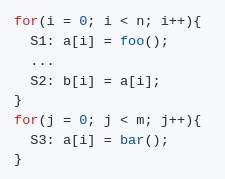 for(i = 0; i < n; i++){
  S1: a[i] = foo();
  ...
  S2: b[i] = a[i];
}
for(j = 0; j < m; j++){
  S3: a[i] = bar();
}